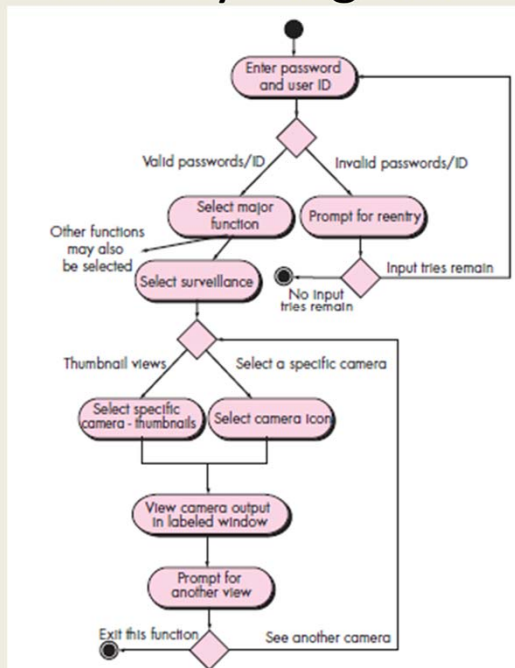 Enter password
and user ID
Valid passwords/ID
Invalid passwords/ID
Select major
function
Prompt for reentry
Other functions
may also
be selected
Input tries remain
Select surveillance
No input
tries remain
Thumbnail views
Select a specific camera
Select specific
camera - thumbnails
Select camera icon
View camera output
in labeled window
Prompt for
another view
Exit this function
See another camera